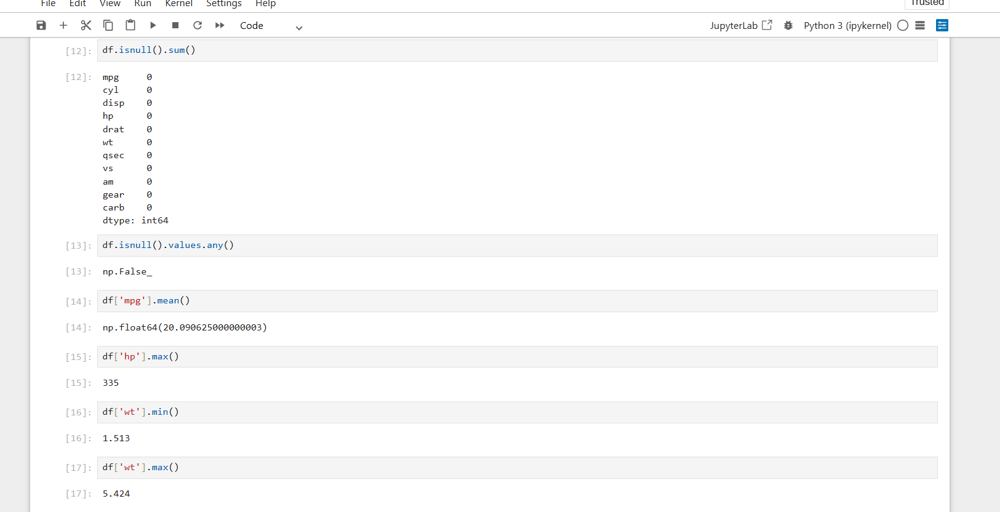 File Edit View Run Kernel Settings Help
Trusted
Code
JupyterLab
Python 3 (ipykernel)
[12]: df.isnull().sum()
[12]: mpg 0
cyl 0
disp 0
hp 0
drat 0
wt 0
qsec 0
vs 0
am 0
gear 0
carb 0
dtype: int64
[13]: df.isnull().values.any()
[13]: np.False_
[14]: df['mpg'].mean()
[14]: np.float64(20.090625000000003)
[15]: df['hp'].max()
[15]: 335
[16]: df['wt'].min()
[16]: 1.513
[17]: df['wt'].max()
[17]: 5.424